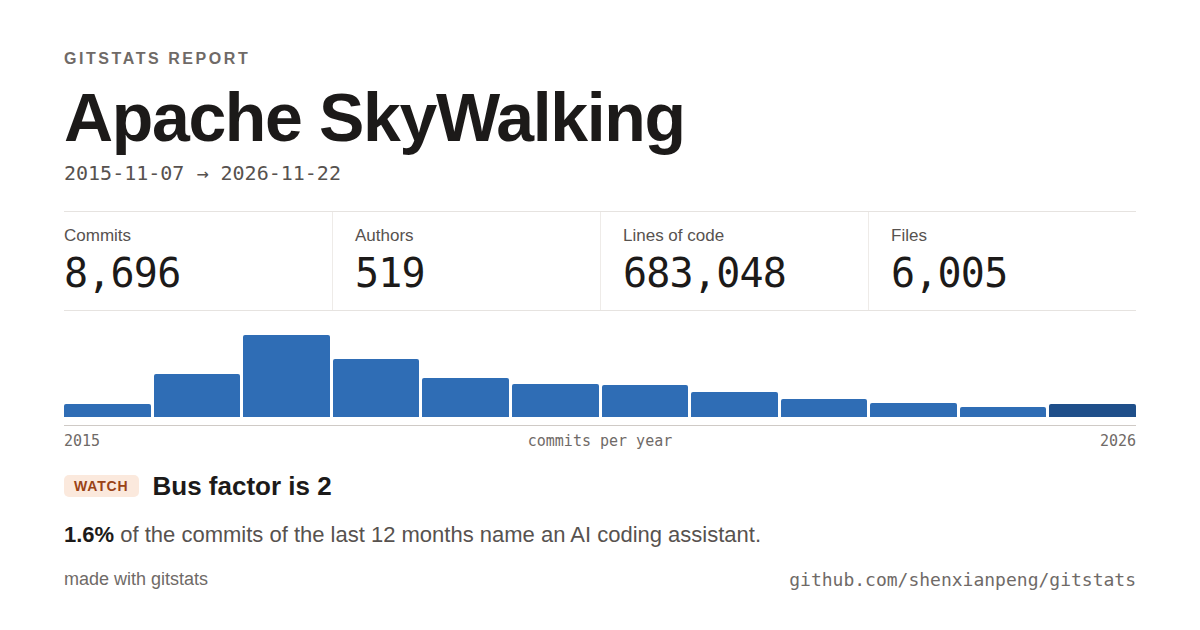 GITSTATS REPORT
Apache SkyWalking
2015-11-07 → 2026-11-22
Commits
8,696
Authors
519
Lines of code
683,048
Files
6,005
2015
commits per year
2026
WATCH Bus factor is 2
1.6% of the commits of the last 12 months name an AI coding assistant.
made with gitstats
github.com/shenxianpeng/gitstats